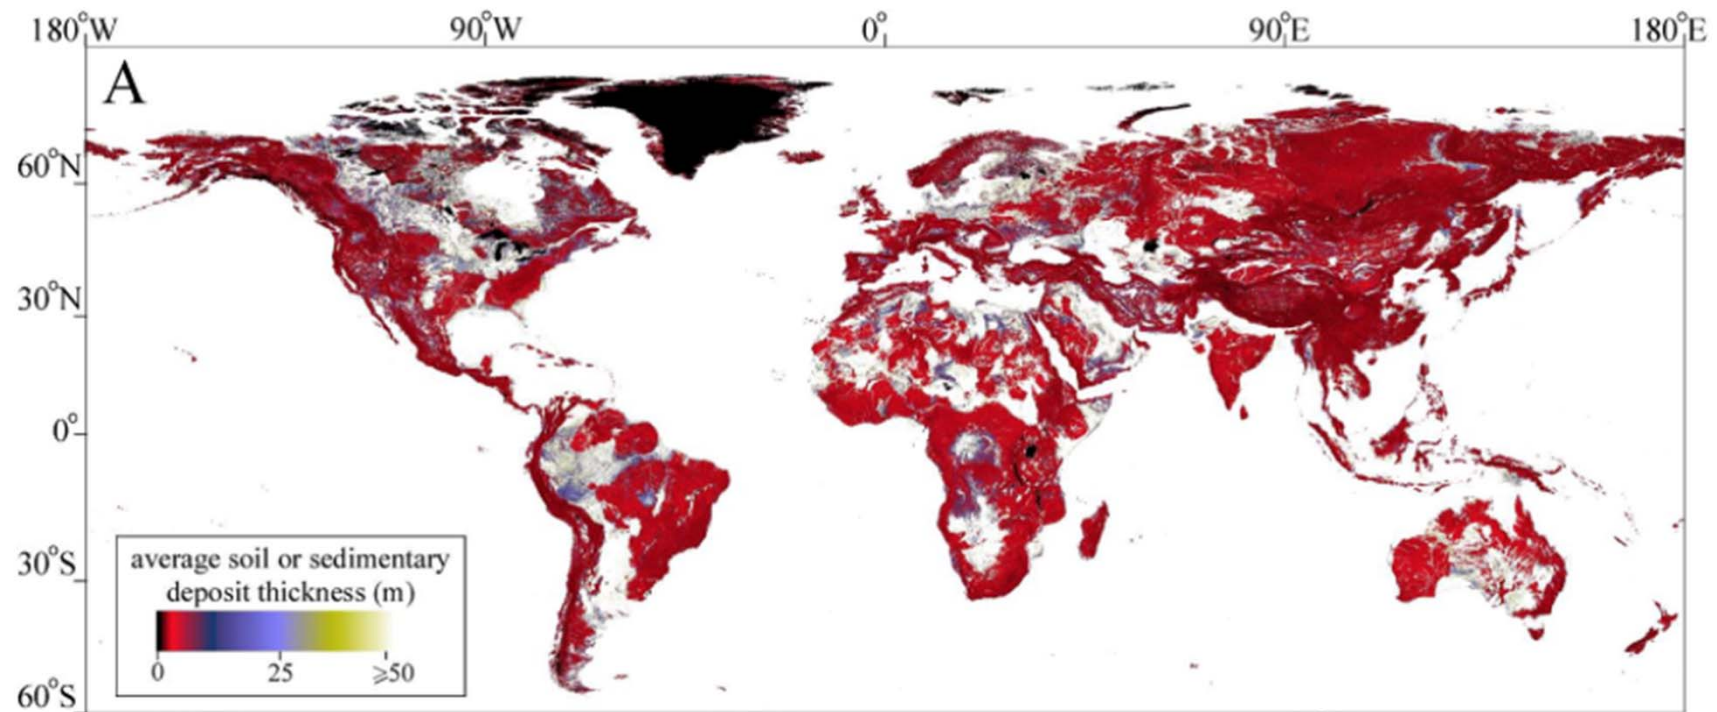 180°W 90°W 0° 90°E 180°E
A
60°N
30°N
0°
30°S
60°S
average soil or sedimentary
deposit thickness (m)
0 25 ⩾50